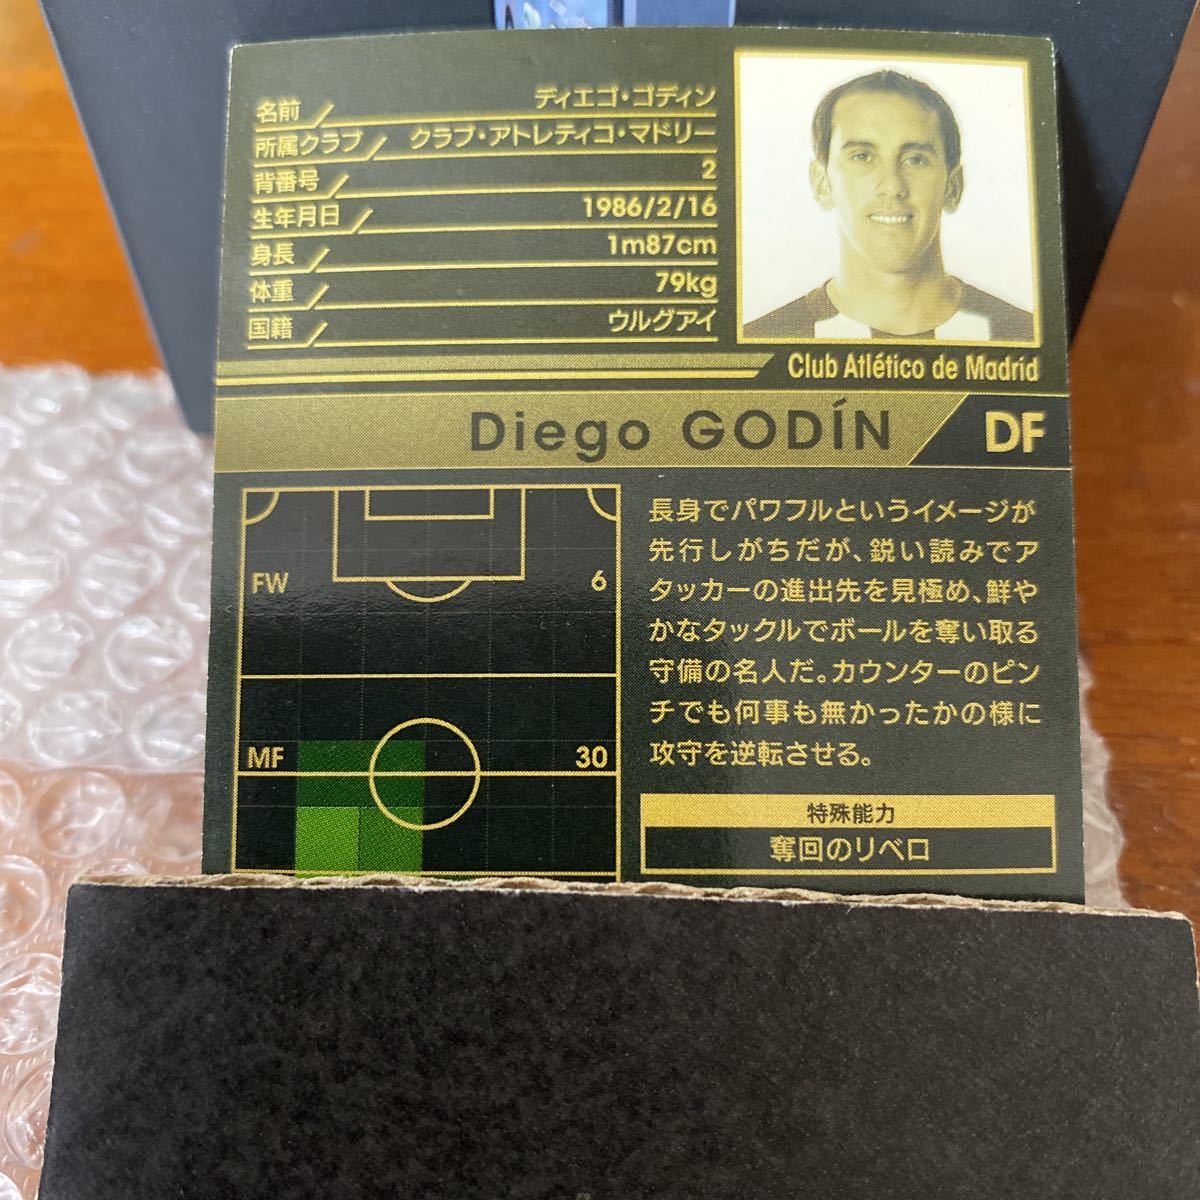 名前 ディエゴ・ゴディン
所属クラブ クラブ・アトレティコ・マドリー
背番号 2
生年月日 1986/2/16
身長 1m87cm
体重 79kg
国籍 ウルグアイ
Club Atlético de Madrid
Diego GODÍN DF
FW 6
MF 30
長身でパワフルというイメージが
先行しがちだが、鋭い読みでア
タッカーの進出先を見極め、鮮や
かなタックルでボールを奪い取る
守備の名人だ。カウンターのピン
チでも何事も無かったかの様に
攻守を逆転させる。
特殊能力
奪回のリベロ